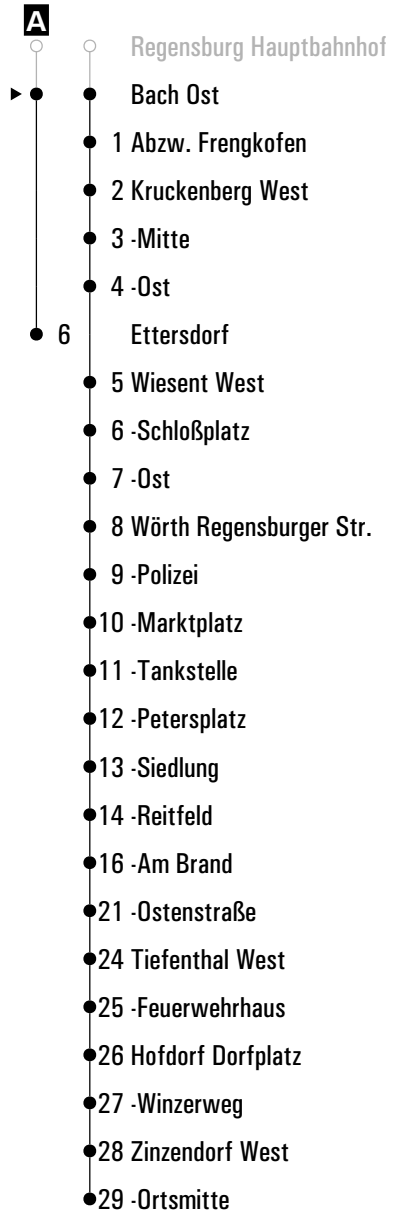 A
Regensburg Hauptbahnhof
Bach Ost
1 Abzw. Frengkofen
2 Kruckenberg West
3 -Mitte
4 -Ost
6 Ettersdorf
5 Wiesent West
6 -Schloßplatz
7 -Ost
8 Wörth Regensburger Str.
9 -Polizei
10 -Marktplatz
11 -Tankstelle
12 -Petersplatz
13 -Siedlung
14 -Reitfeld
16 -Am Brand
21 -Ostenstraße
24 Tiefenthal West
25 -Feuerwehrhaus
26 Hofdorf Dorfplatz
27 -Winzerweg
28 Zinzendorf West
29 -Ortsmitte